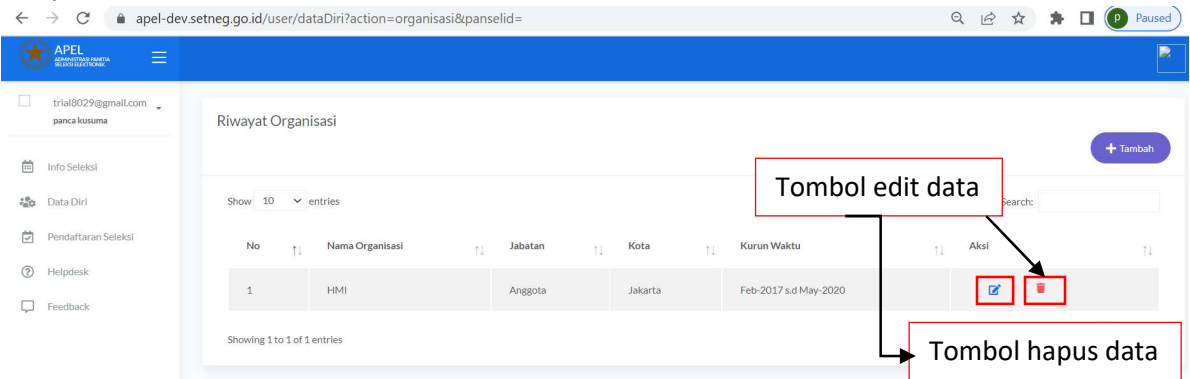 apel-dev.setneg.go.id/user/dataDiri?action=organisasi&panselid=
P Paused
APEL
ADMINISTRASI PANITIA
SELEKSI ELEKTRONIK
trial8029@gmail.com
panca kusuma
Info Seleksi
Data Diri
Pendaftaran Seleksi
Helpdesk
Feedback
Riwayat Organisasi
+ Tambah
Tombol edit data
Show 10 entries
Search:
No Nama Organisasi Jabatan Kota Kurun Waktu Aksi
1 HMI Anggota Jakarta Feb-2017 s.d May-2020
Showing 1 to 1 of 1 entries
Tombol hapus data